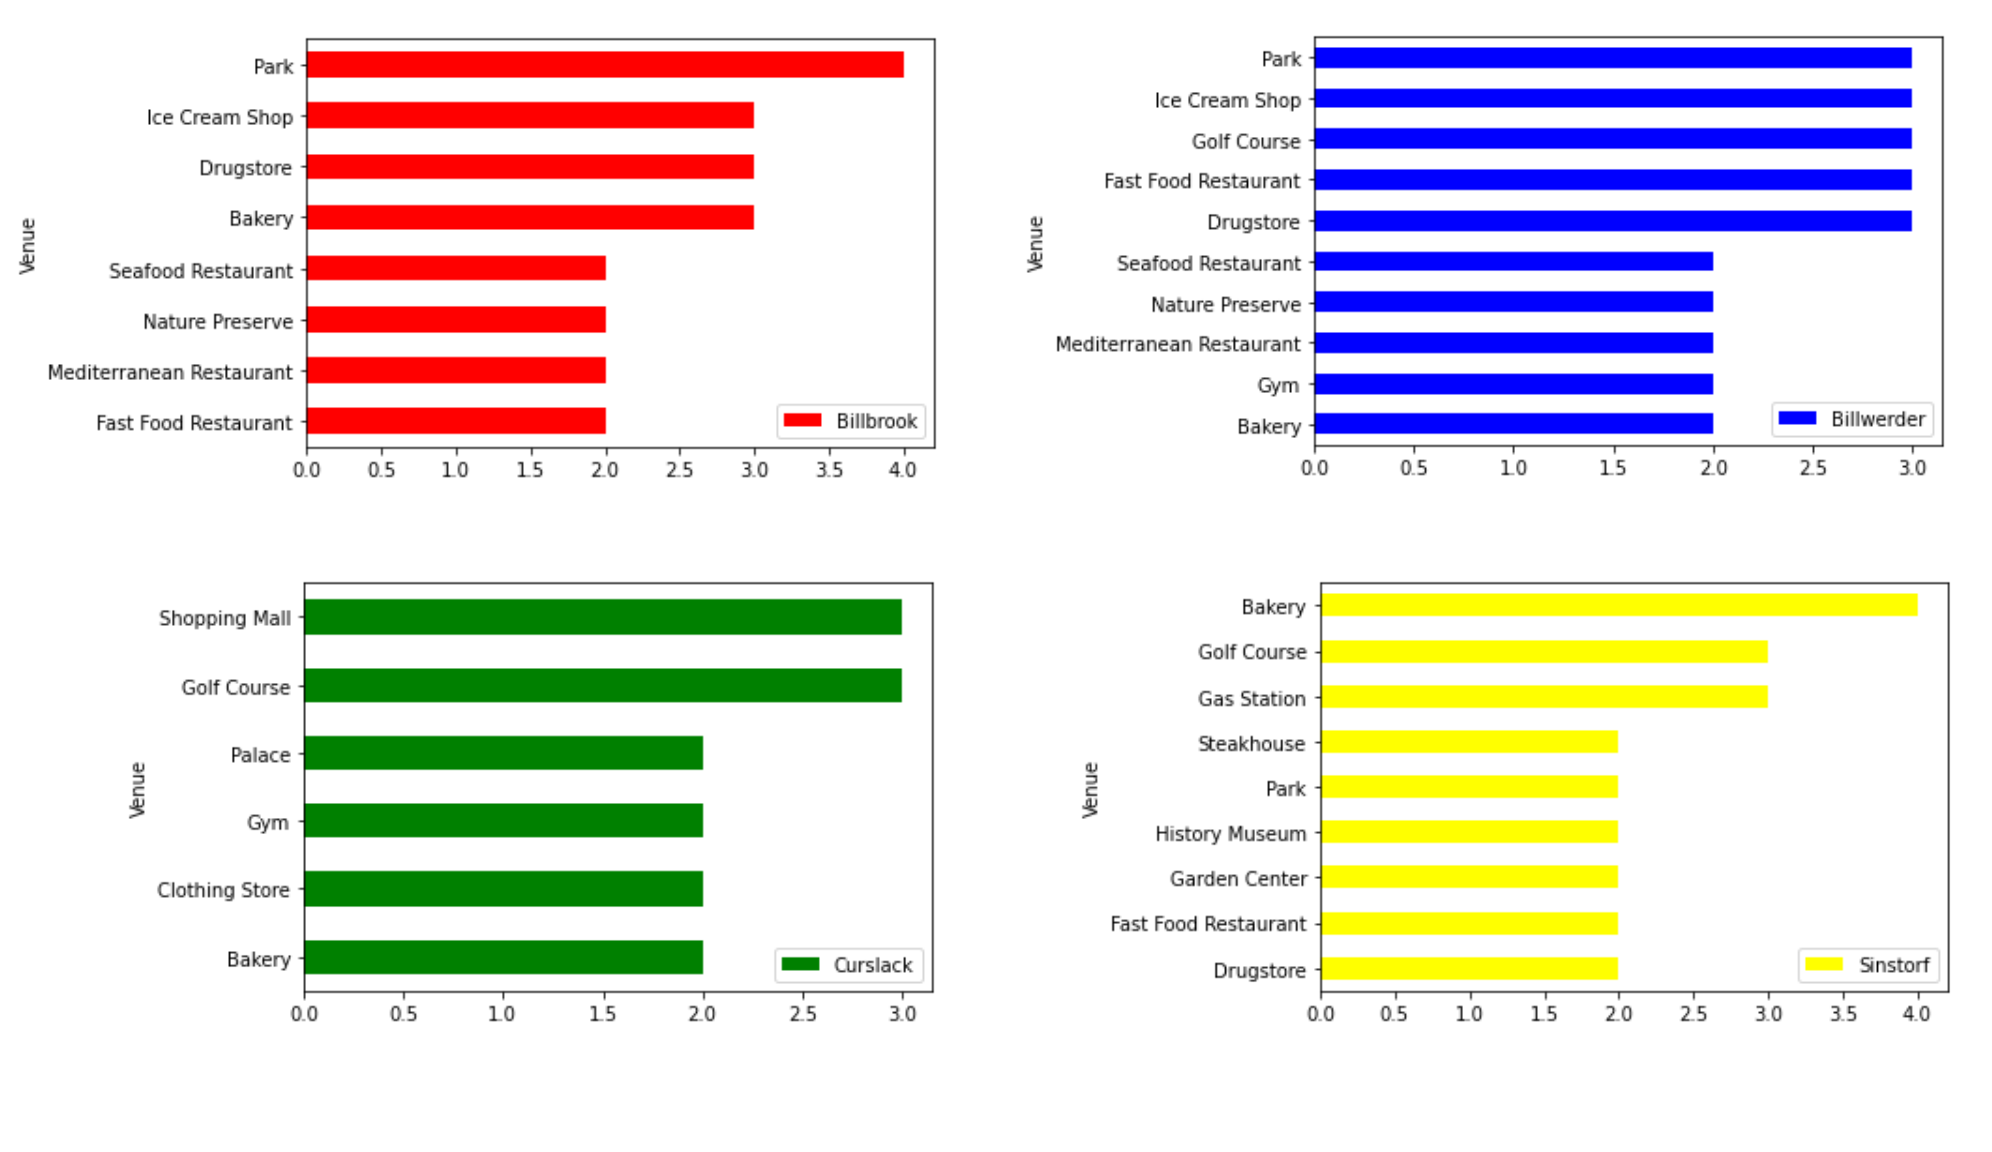 Venue
Park
Ice Cream Shop
Drugstore
Bakery
Seafood Restaurant
Nature Preserve
Mediterranean Restaurant
Fast Food Restaurant
Billbrook
0.0 0.5 1.0 1.5 2.0 2.5 3.0 3.5 4.0
Venue
Park
Ice Cream Shop
Golf Course
Fast Food Restaurant
Drugstore
Seafood Restaurant
Nature Preserve
Mediterranean Restaurant
Gym
Bakery
Billwerder
0.0 0.5 1.0 1.5 2.0 2.5 3.0
Venue
Shopping Mall
Golf Course
Palace
Gym
Clothing Store
Bakery
Curslack
0.0 0.5 1.0 1.5 2.0 2.5 3.0
Venue
Bakery
Golf Course
Gas Station
Steakhouse
Park
History Museum
Garden Center
Fast Food Restaurant
Drugstore
Sinstorf
0.0 0.5 1.0 1.5 2.0 2.5 3.0 3.5 4.0